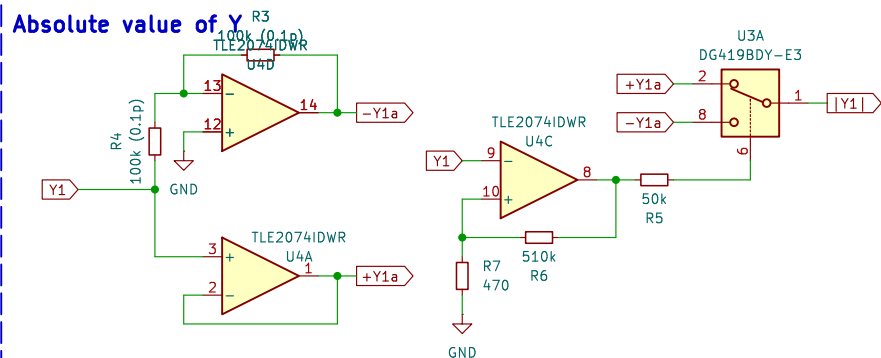 Absolute value of Y
R3
100k (0.1p)
TLE2074IDWR
U4D
13
12
14
-Y1a
R4
100k (0.1p)
GND
Y1
TLE2074IDWR
U4A
3
2
1
+Y1a
Y1
TLE2074IDWR
U4C
9
10
8
50k
R5
510k
R6
R7
470
GND
U3A
DG419BDY-E3
+Y1a
2
-Y1a
8
1
6
|Y1|